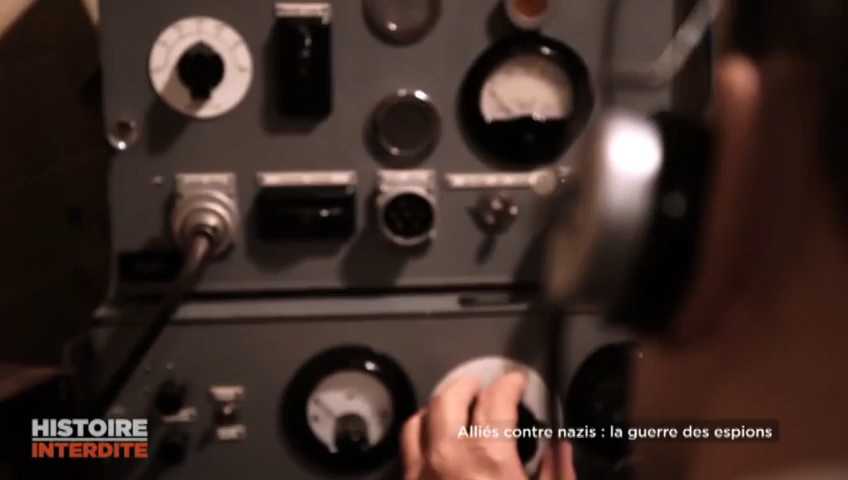 HISTOIRE
INTERDITE
Alliés contre nazis : la guerre des espions